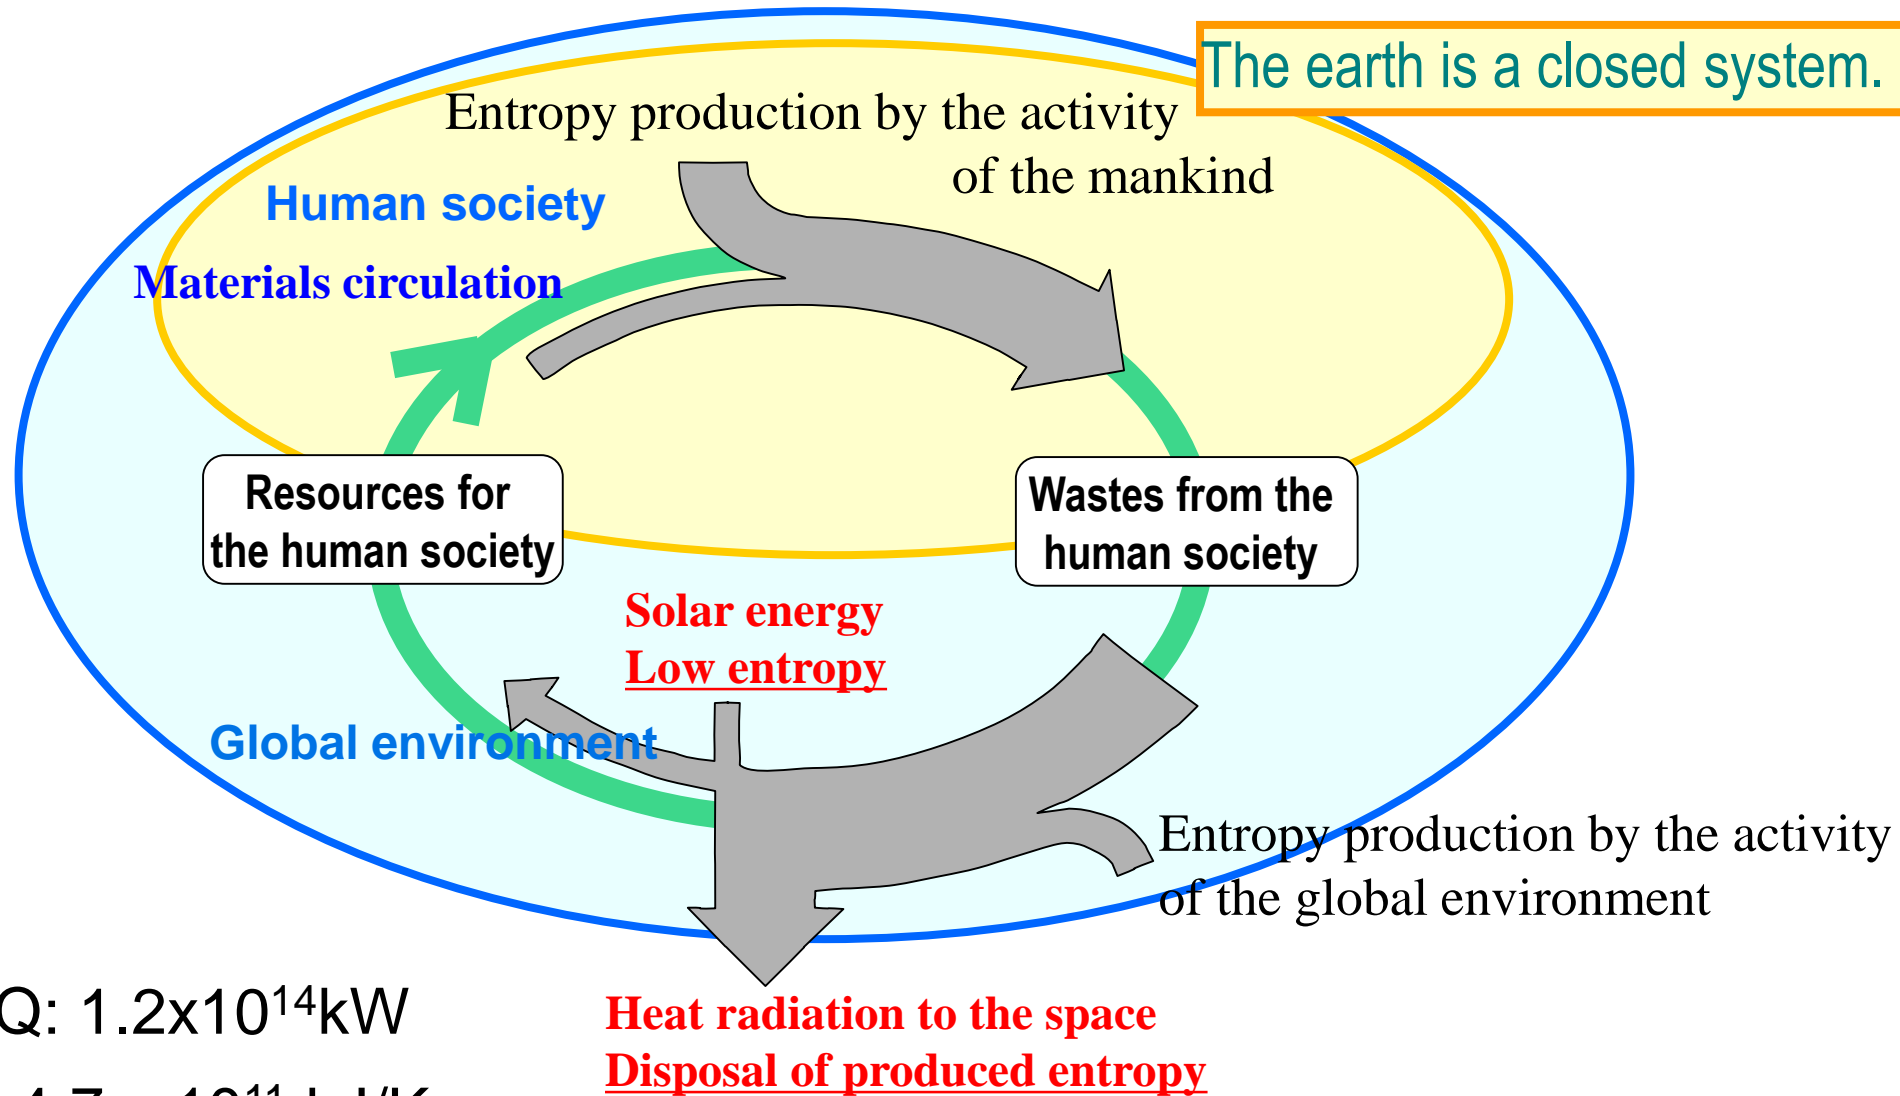 The earth is a closed system.
Entropy production by the activity
of the mankind
Human society
Materials circulation
Resources for
the human society
Wastes from the
human society
Solar energy
Low entropy
Global environment
Entropy production by the activity
of the global environment
Q: 1.2x10¹⁴kW
Heat radiation to the space
Disposal of produced entropy